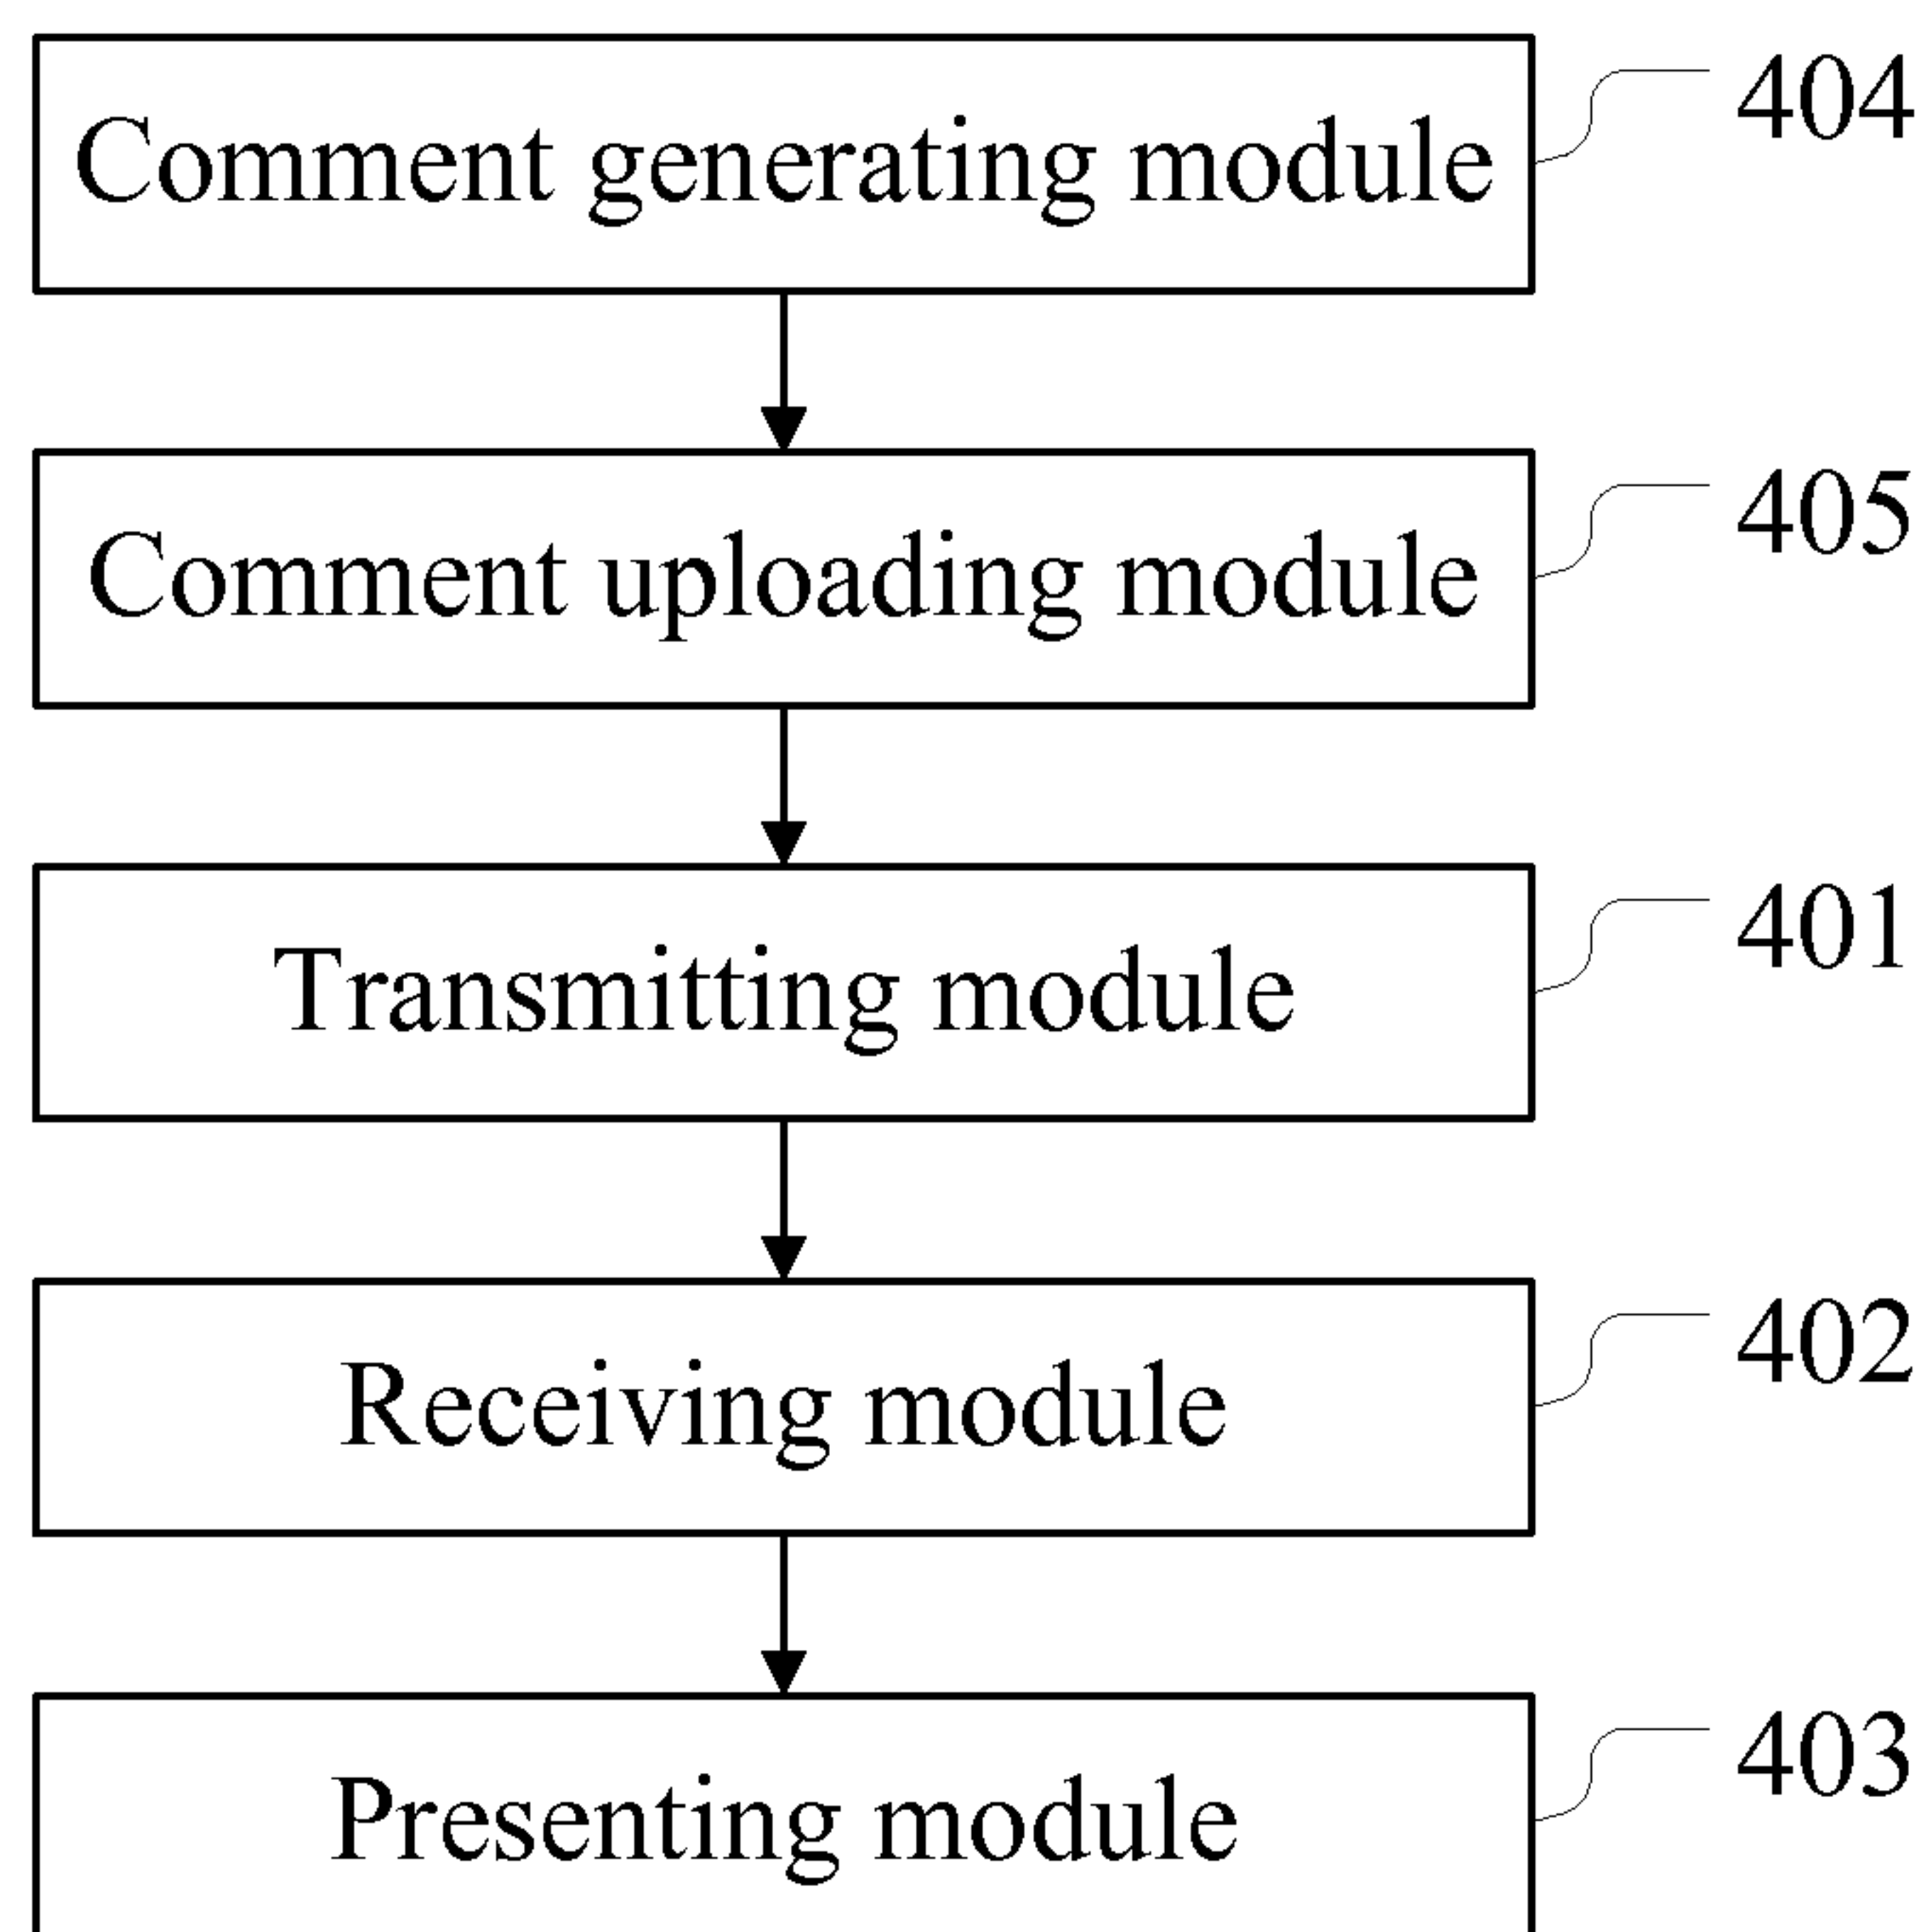 Comment generating module
404
Comment uploading module
405
Transmitting module
401
Receiving module
402
Presenting module
403